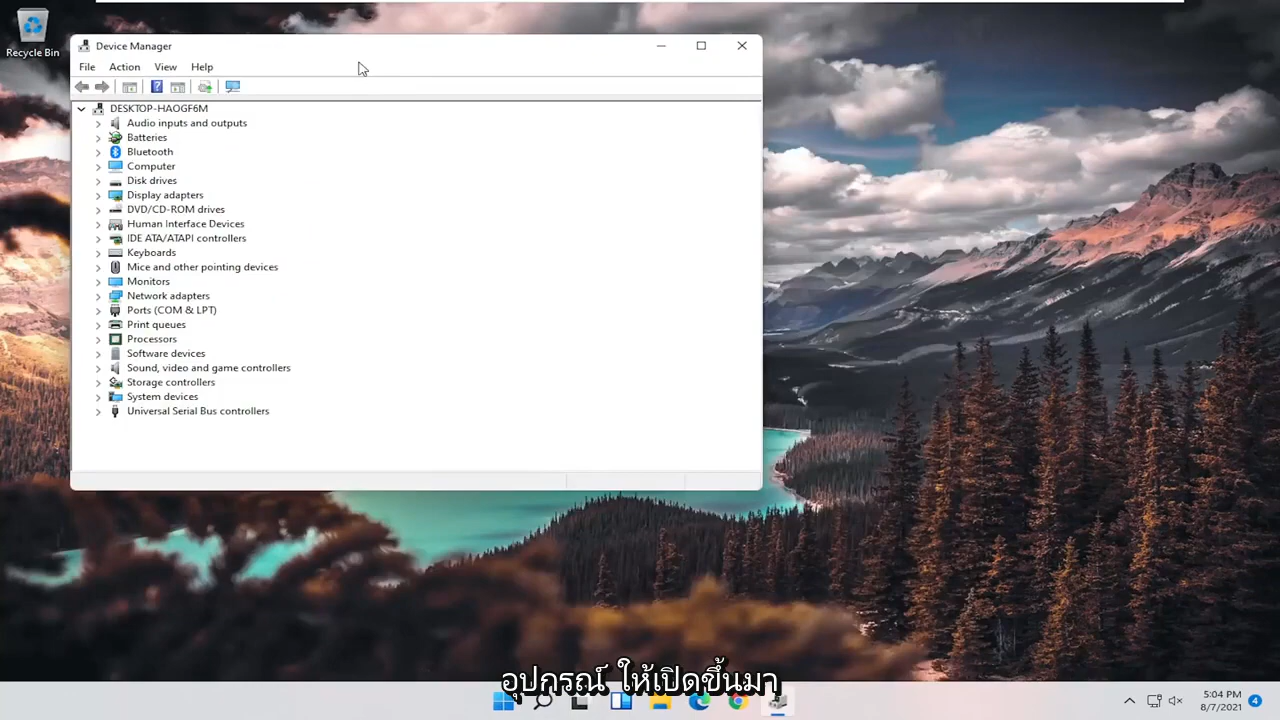 Recycle Bin
Device Manager
File Action View Help
DESKTOP-HAOGF6M
Audio inputs and outputs
Batteries
Bluetooth
Computer
Disk drives
Display adapters
DVD/CD-ROM drives
Human Interface Devices
IDE ATA/ATAPI controllers
Keyboards
Mice and other pointing devices
Monitors
Network adapters
Ports (COM & LPT)
Print queues
Processors
Software devices
Sound, video and game controllers
Storage controllers
System devices
Universal Serial Bus controllers
อุปกรณ์ ให้เปิดขึ้นมา
5:04 PM
8/7/2021
4